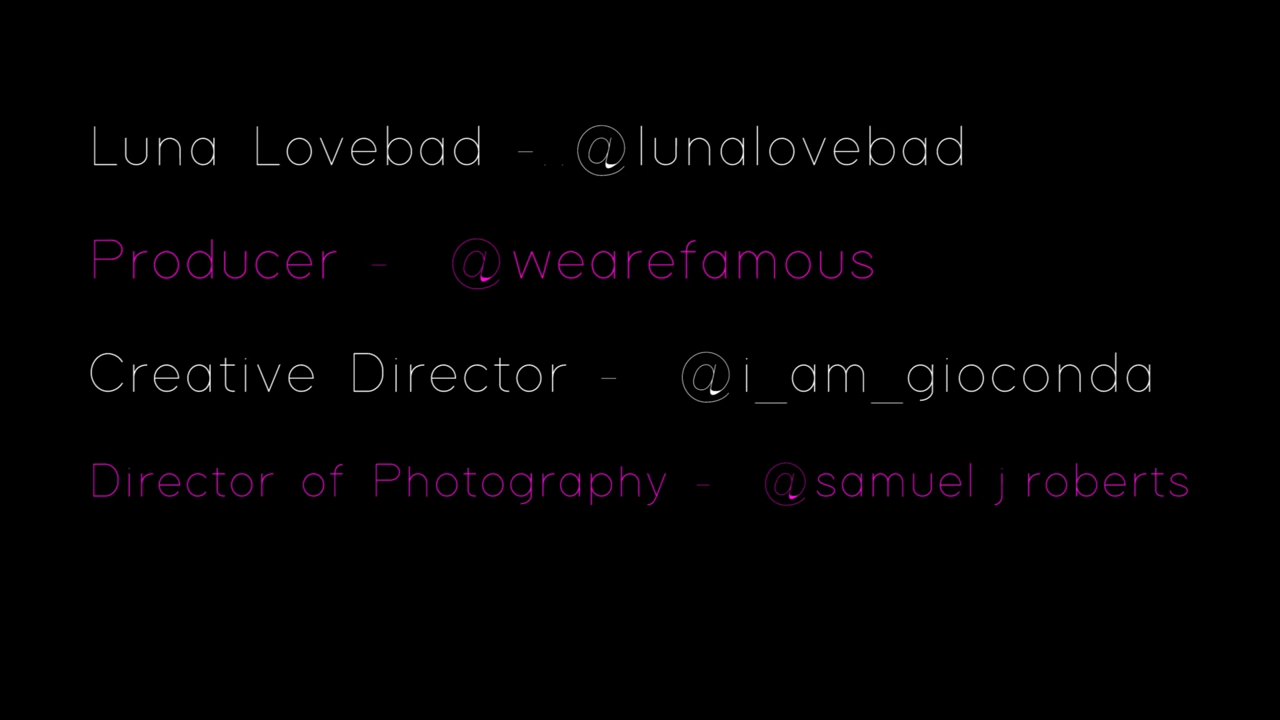 Luna Lovebad - @lunalovebad
Producer - @wearefamous
Creative Director - @i_am_gioconda
Director of Photography - @samuel j roberts